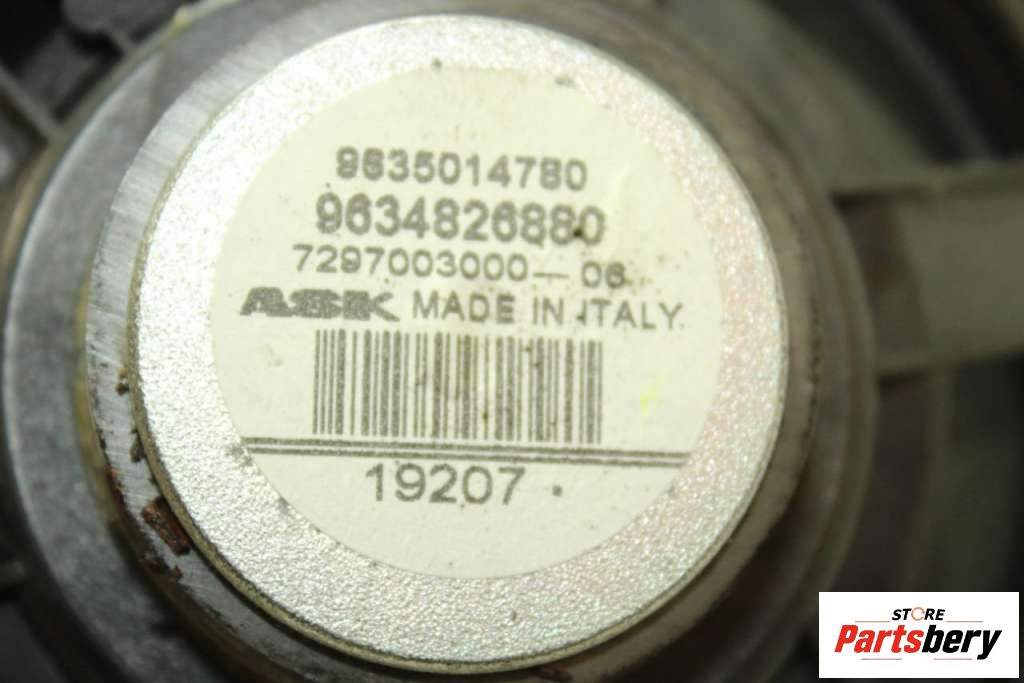 9635014780
9634826880
7297003000-06
ASK MADE IN ITALY
19207
STORE
Partsbery